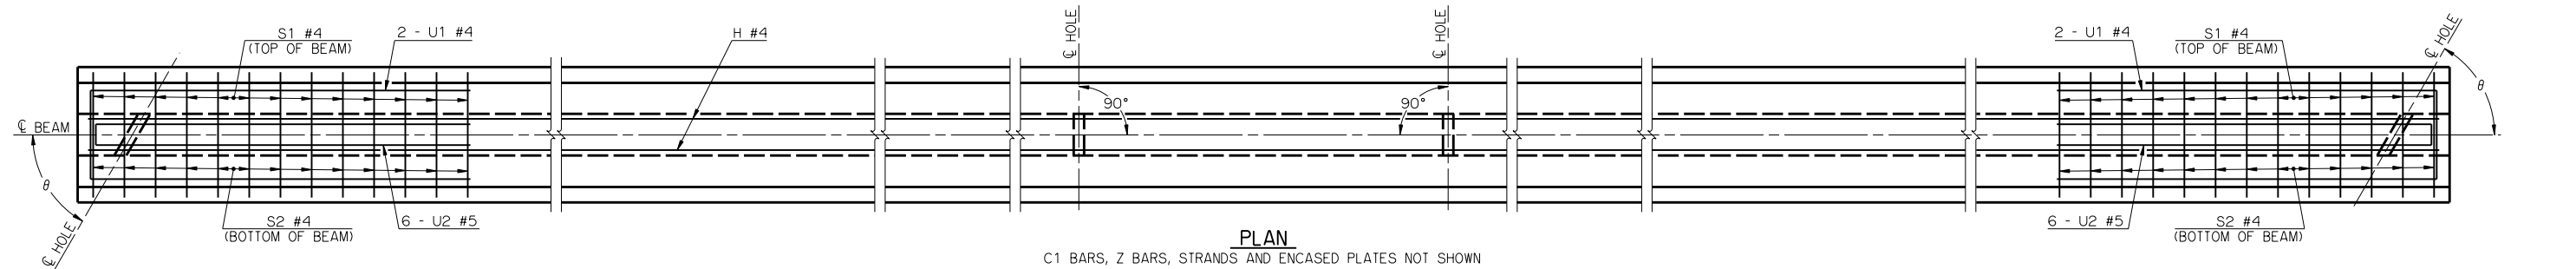 S1 #4
(TOP OF BEAM)
2 - U1 #4
H #4
℄ HOLE
℄ HOLE
2 - U1 #4
S1 #4
(TOP OF BEAM)
℄ HOLE
θ
90°
90°
℄ BEAM
θ
℄ HOLE
S2 #4
(BOTTOM OF BEAM)
6 - U2 #5
6 - U2 #5
S2 #4
(BOTTOM OF BEAM)
PLAN
C1 BARS, Z BARS, STRANDS AND ENCASED PLATES NOT SHOWN